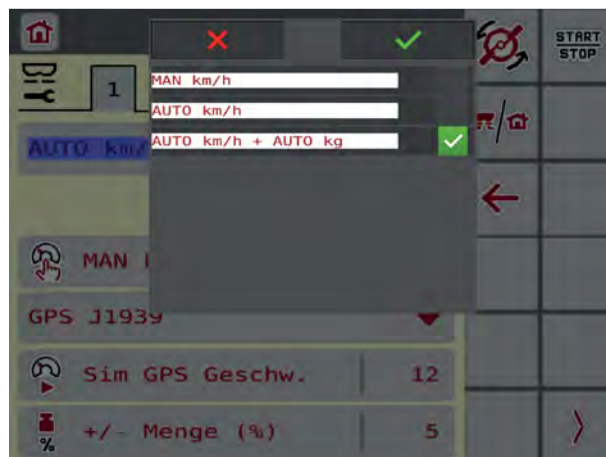 START
STOP
MAN km/h
1
AUTO km/h
AUTO km/
AUTO km/h + AUTO kg
MAN
GPS J1939
Sim GPS Geschw. 12
% +/- Menge (%) 5